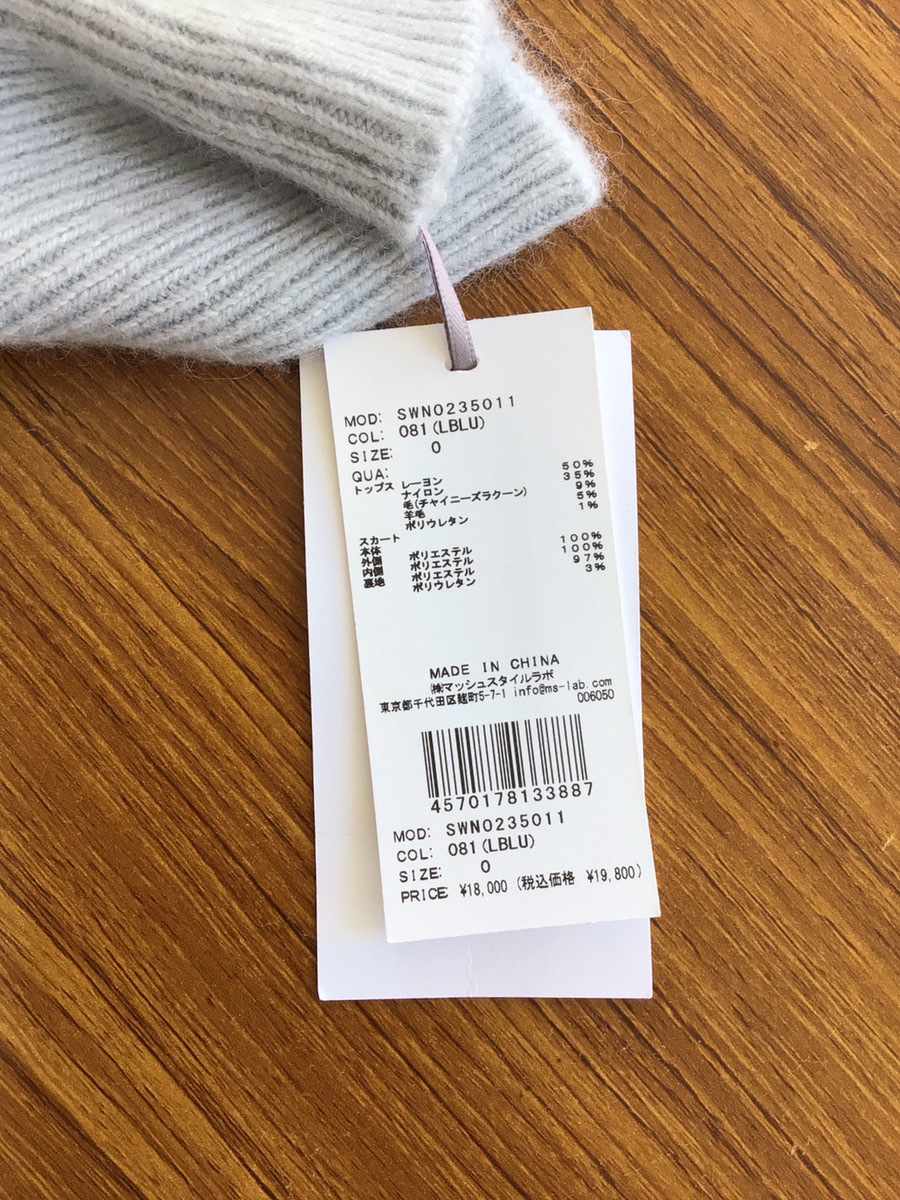 MOD: SWN0235011
COL: 081(LBLU)
SIZE: 0
QUA:
トップス レーヨン 50%
ナイロン 35%
毛(チャイニーズラクーン) 9%
羊毛 5%
ポリウレタン 1%
スカート
本体 ポリエステル 100%
外側 ポリエステル 100%
内側 ポリエステル 97%
裏地 ポリウレタン 3%
MADE IN CHINA
㈱マッシュスタイルラボ
東京都千代田区麹町5-7-1 info@ms-lab.com
006050
4570178133887
MOD: SWN0235011
COL: 081(LBLU)
SIZE: 0
PRICE: ¥18,000 (税込価格 ¥19,800)